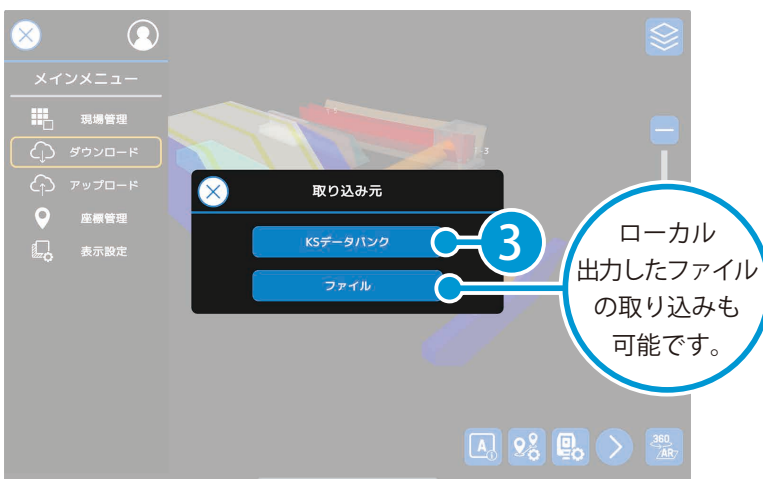 メインメニュー
現場管理
ダウンロード
アップロード
座標管理
表示設定
取り込み元
KSデータバンク
ファイル
3
ローカル
出力したファイル
の取り込みも
可能です。
A
360
AR